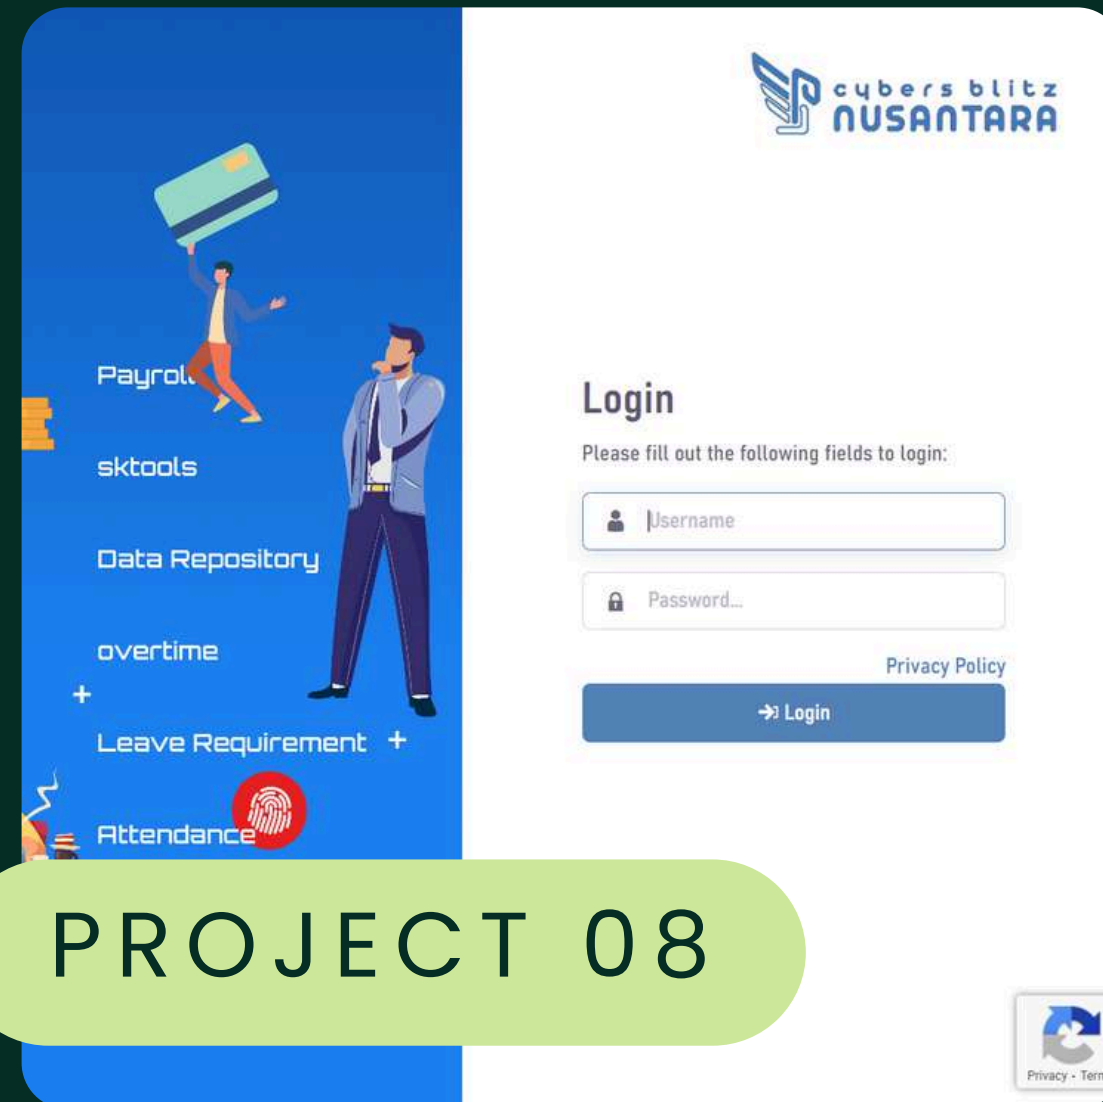 cybers blitz
NUSANTARA
Payroll
sktools
Data Repository
overtime
Leave Requirement
Attendance
Login
Please fill out the following fields to login:
Username
Password...
Privacy Policy
Login
PROJECT 08
Privacy - Term